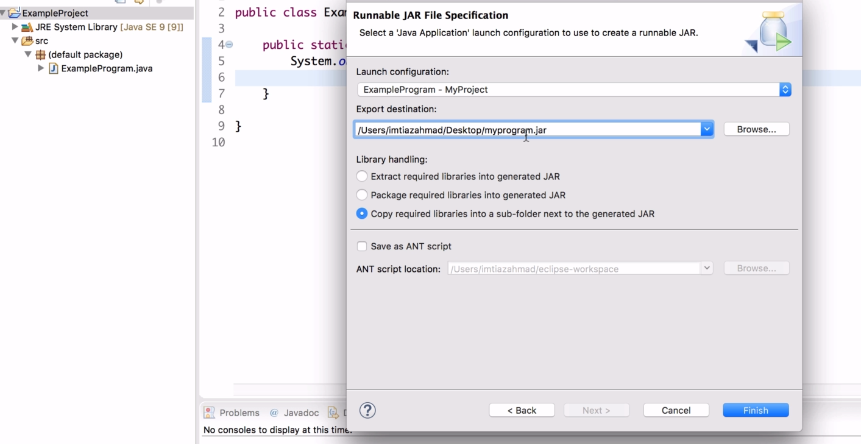 ExampleProject
JRE System Library [Java SE 9 [9]]
src
(default package)
ExampleProgram.java
2 public class Exa
3
4 public stati
5 System.o
6
7 }
8
9 }
10
Runnable JAR File Specification
Select a 'Java Application' launch configuration to use to create a runnable JAR.
Launch configuration:
ExampleProgram - MyProject
Export destination:
/Users/imtiazahmad/Desktop/myprogram.jar
Browse...
Library handling:
Extract required libraries into generated JAR
Package required libraries into generated JAR
Copy required libraries into a sub-folder next to the generated JAR
Save as ANT script
ANT script location: /Users/imtiazahmad/eclipse-workspace Browse...
? < Back Next > Cancel Finish
Problems @ Javadoc D
No consoles to display at this time.